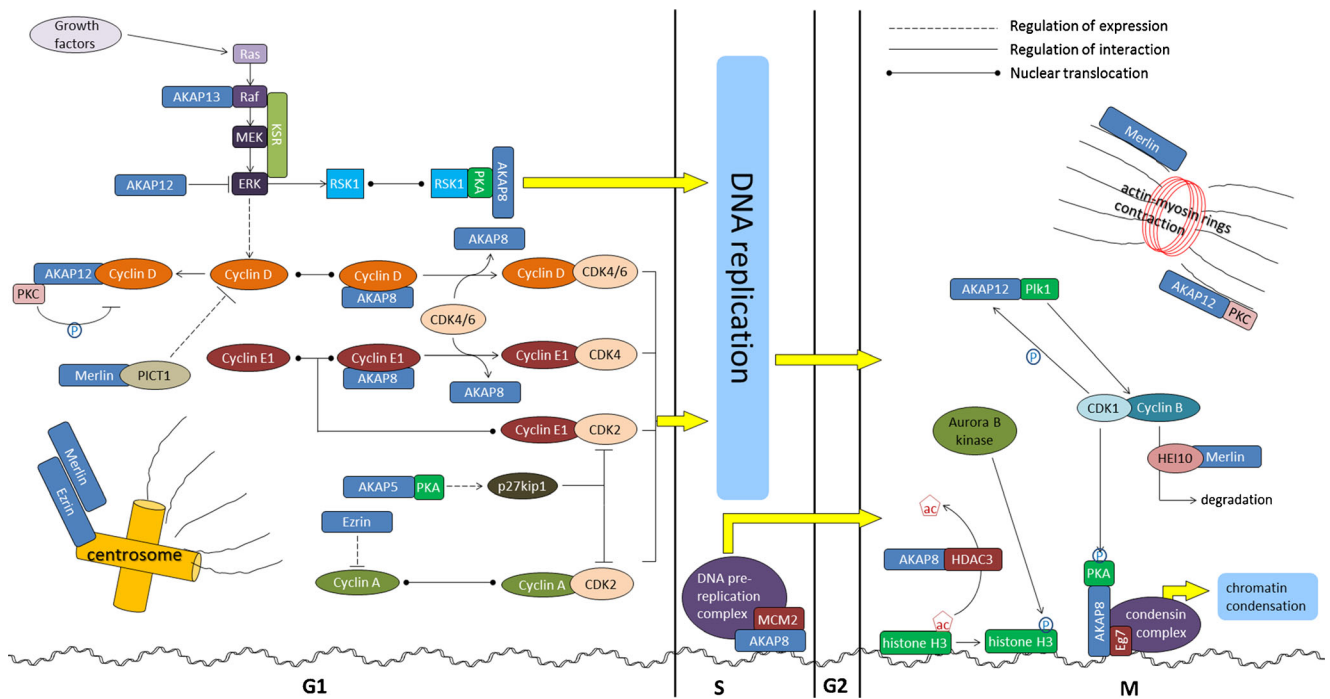 Growth
factors
Ras
AKAP13
Raf
KSR
MEK
AKAP12
ERK
RSK1
RSK1
PKA
AKAP8
AKAP8
AKAP12
Cyclin D
PKC
P
Cyclin D
Cyclin D
AKAP8
Cyclin D
CDK4/6
CDK4/6
Merlin
PICT1
Cyclin E1
Cyclin E1
AKAP8
Cyclin E1
CDK4
AKAP8
Cyclin E1
CDK2
AKAP5
PKA
p27kip1
Ezrin
Cyclin A
Cyclin A
CDK2
Merlin
Ezrin
centrosome
G1
DNA replication
DNA pre-
replication
complex
MCM2
AKAP8
S
G2
Regulation of expression
Regulation of interaction
Nuclear translocation
Merlin
actin-myosin rings
contraction
AKAP12
PKC
AKAP12
Plk1
P
CDK1
Cyclin B
HEI10
Merlin
degradation
Aurora B
kinase
ac
AKAP8
HDAC3
ac
histone H3
P
histone H3
P
PKA
AKAP8
Eg7
condensin
complex
chromatin
condensation
M